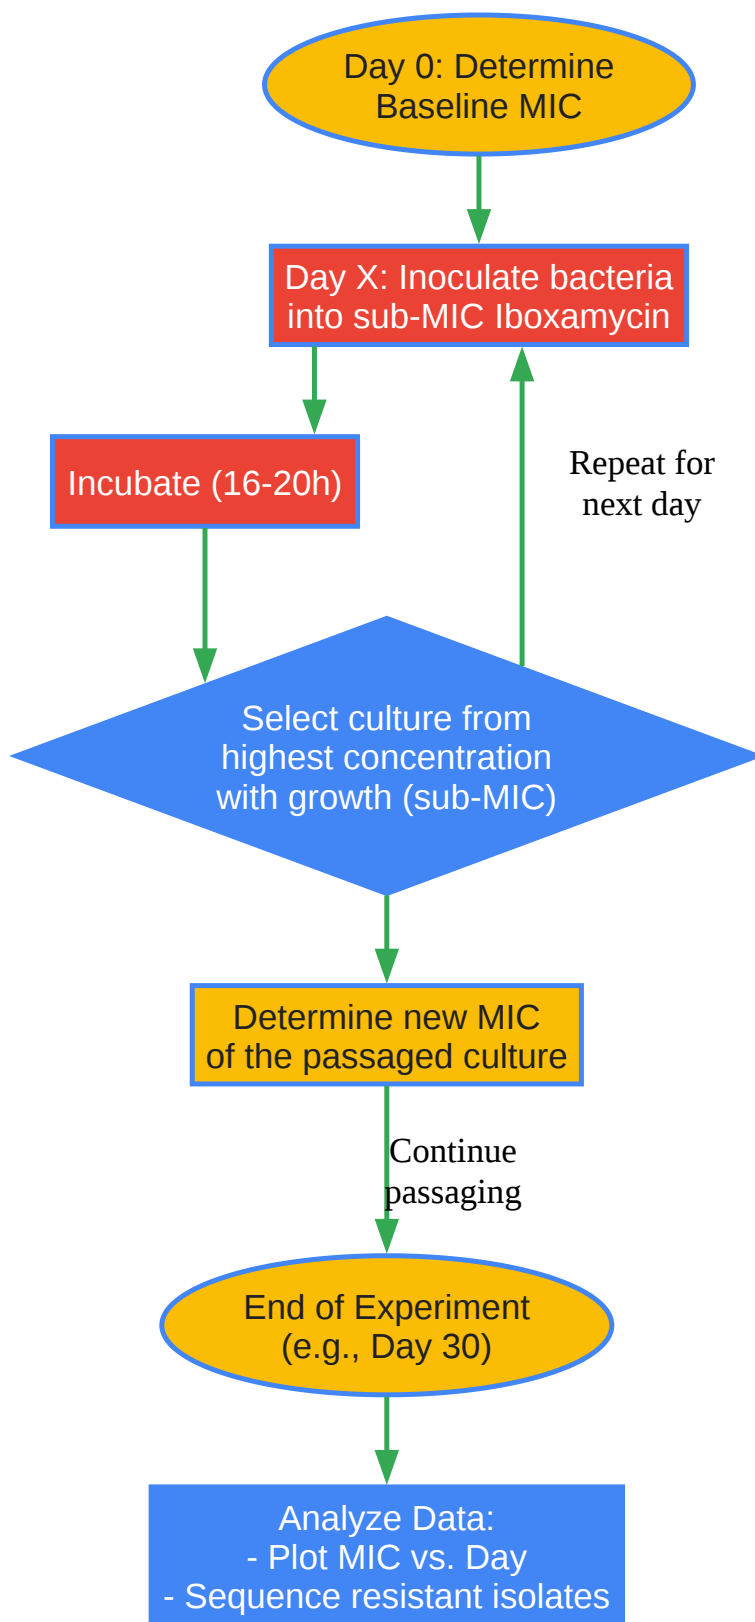 Day 0: Determine
Baseline MIC
Day X: Inoculate bacteria
into sub-MIC Iboxamycin
Incubate (16-20h)
Repeat for
next day
Select culture from
highest concentration
with growth (sub-MIC)
Determine new MIC
of the passaged culture
Continue
passaging
End of Experiment
(e.g., Day 30)
Analyze Data:
- Plot MIC vs. Day
- Sequence resistant isolates